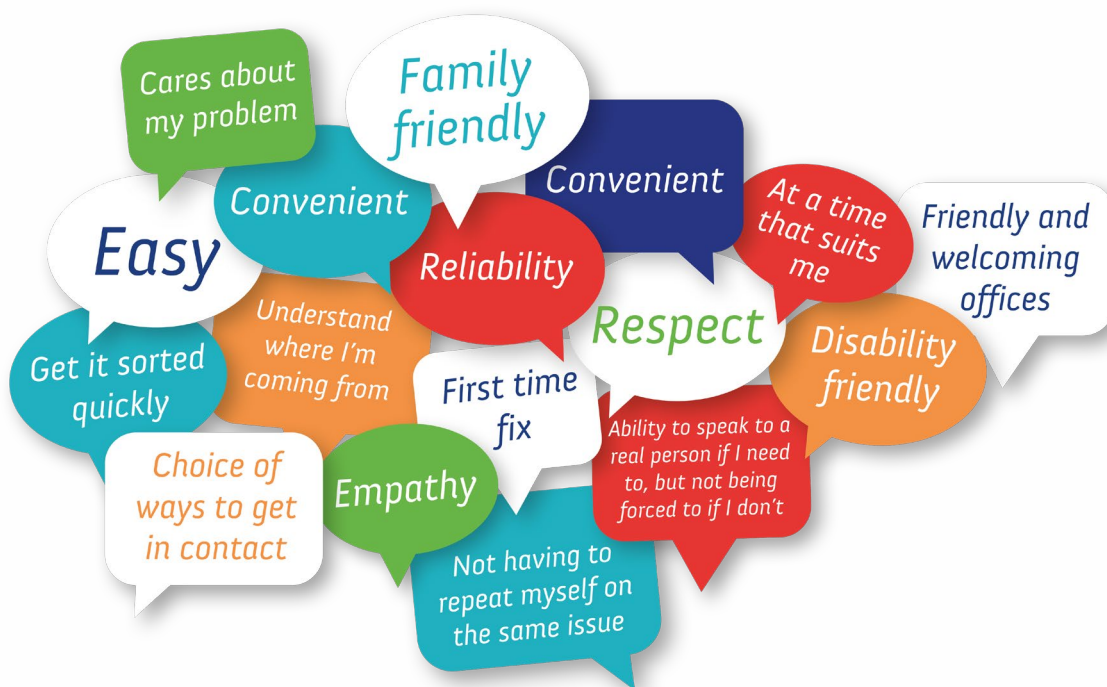 Cares about
my problem
Family
friendly
Convenient
Convenient
At a time
that suits
me
Friendly and
welcoming
offices
Easy
Reliability
Respect
Understand
where I'm
coming from
Disability
friendly
Get it sorted
quickly
First time
fix
Ability to speak to a
real person if I need
to, but not being
forced to if I don't
Choice of
ways to get
in contact
Empathy
Not having to
repeat myself on
the same issue